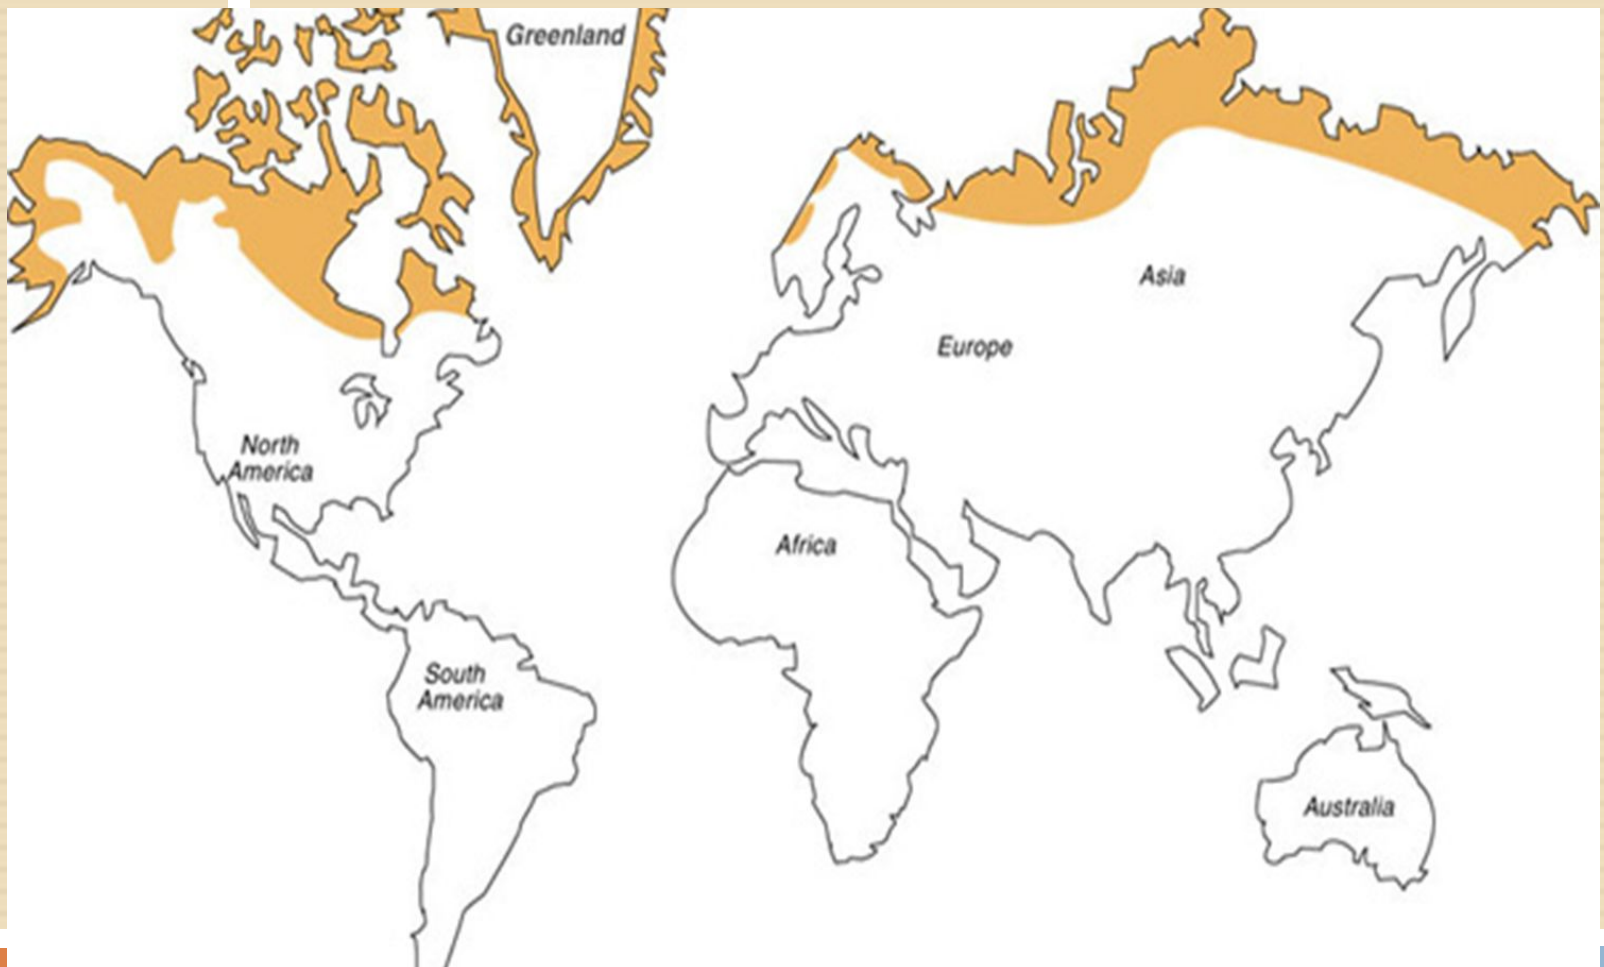 Greenland
Asia
Europe
North
America
Africa
South
America
Australia